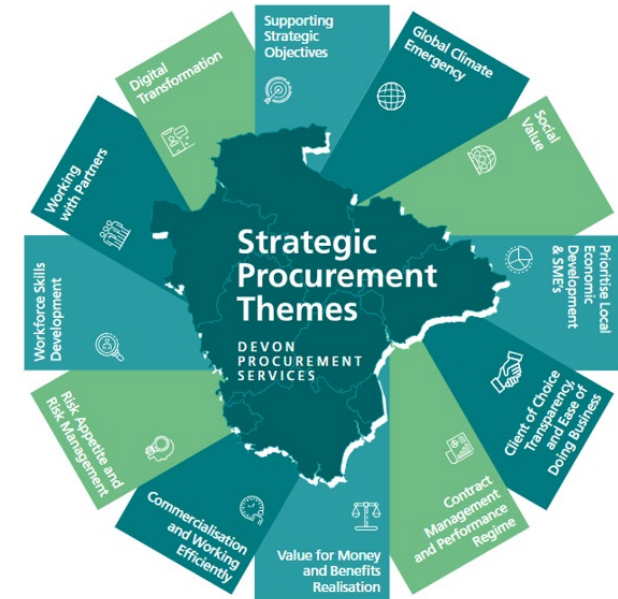 Supporting
Strategic
Objectives
Global Climate
Emergency
Social
Value
Prioritise Local
Economic
Development
& SME's
Client of Choice
Transparency,
and Ease of
Doing Business
Contract
Management
and Performance
Regime
Value for Money
and Benefits
Realisation
Commercialisation
and Working
Efficiently
Risk Appetite and
Risk Management
Workforce Skills
Development
Working
with Partners
Digital
Transformation
Strategic
Procurement
Themes
DEVON
PROCUREMENT
SERVICES